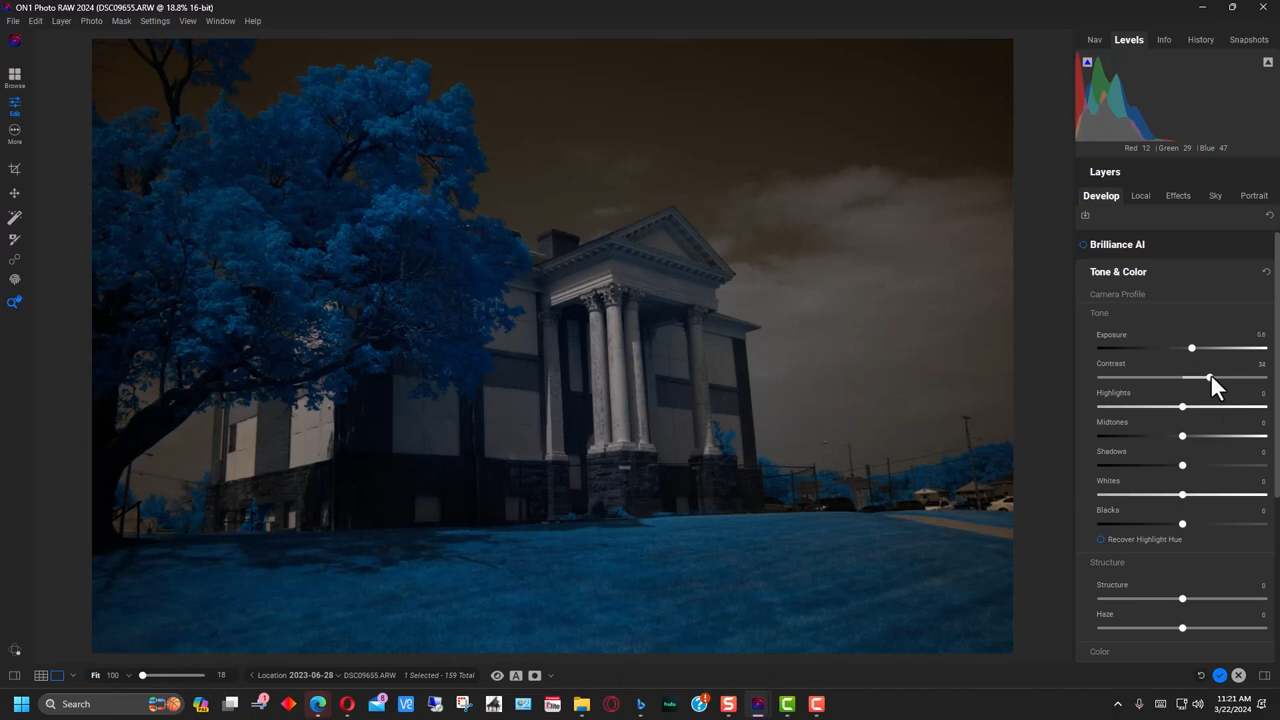 ON1 Photo RAW 2024 (DSC09655.ARW @ 18.8% 16-bit)
File Edit Layer Photo Mask Settings View Window Help
Nav Levels Info History Snapshots
Browse
Edit
More
Red 12 | Green 29 | Blue 47
Layers
Develop Local Effects Sky Portrait
Brilliance AI
Tone & Color
Camera Profile
Tone
Exposure 0.6
Contrast 34
Highlights 0
Midtones 0
Shadows 0
Whites 0
Blacks 0
Recover Highlight Hue
Structure
Structure 0
Haze 0
Color
Fit 100 18 Location 2023-06-28 DSC09655.ARW 1 Selected - 159 Total A
Search
hulu
11:21 AM
3/22/2024